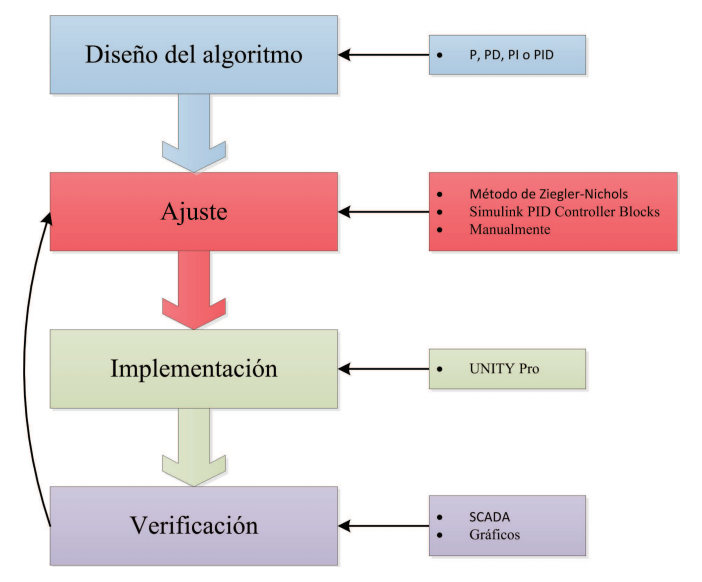 Diseño del algoritmo
• P, PD, PI o PID
Ajuste
• Método de Ziegler-Nichols
• Simulink PID Controller Blocks
• Manualmente
Implementación
• UNITY Pro
Verificación
• SCADA
• Gráficos